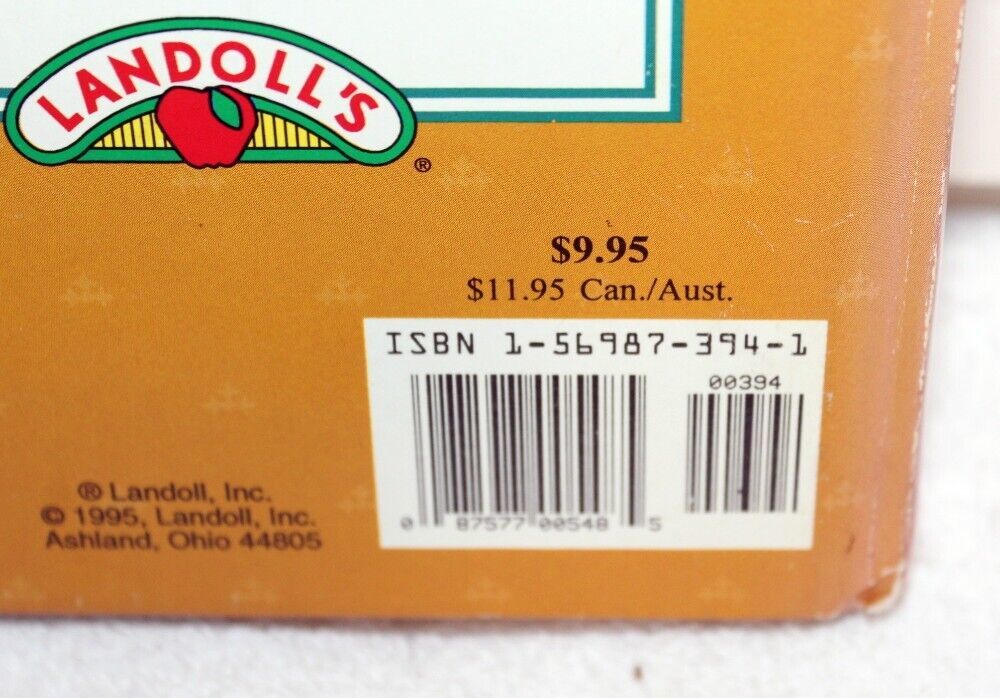 LANDOLL'S
®
$9.95
$11.95 Can./Aust.
ISBN 1-56987-394-1
00394
0 87577 00548 5
® Landoll, Inc.
© 1995, Landoll, Inc.
Ashland, Ohio 44805